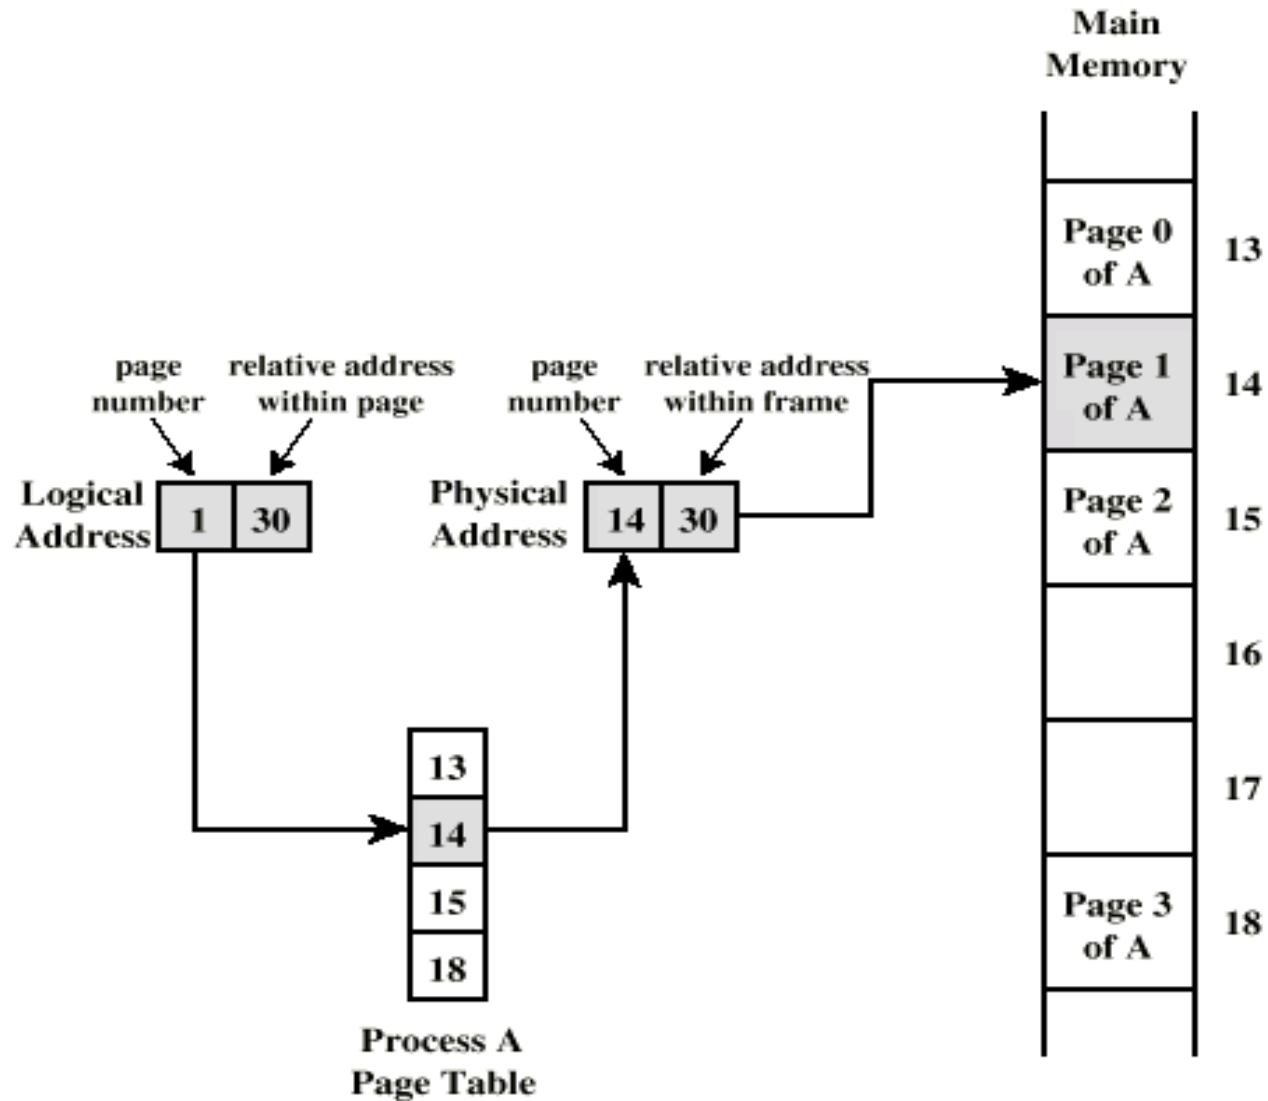 Main
Memory
Page 0
of A
13
page
number
relative address
within page
page
number
relative address
within frame
Page 1
of A
14
Logical
Address
1
30
Physical
Address
14
30
Page 2
of A
15
16
13
14
15
18
17
Page 3
of A
18
Process A
Page Table